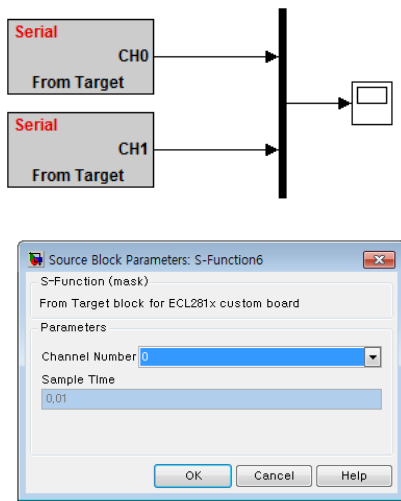 Serial
CH0
From Target
Serial
CH1
From Target
Source Block Parameters: S-Function6
S-Function (mask)
From Target block for ECL281x custom board
Parameters
Channel Number 0
Sample Time
0,01
OK Cancel Help